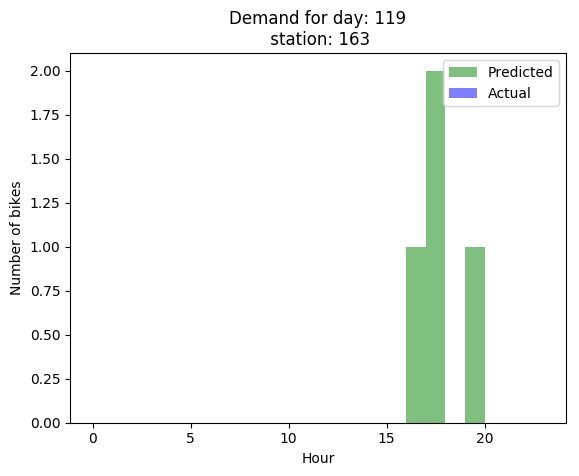 Demand for day: 119
station: 163
Predicted
Actual
2.00
1.75
1.50
1.25
1.00
0.75
0.50
0.25
0.00
Number of bikes
0 5 10 15 20
Hour